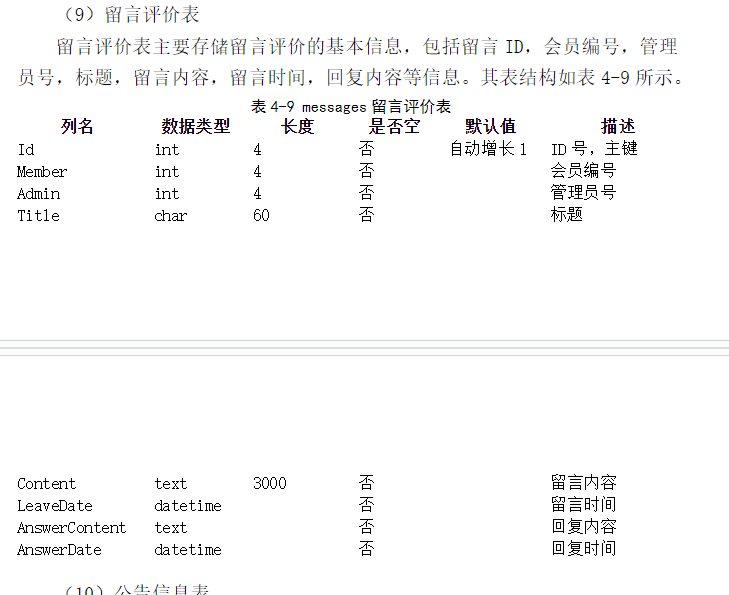 （9）留言评价表
留言评价表主要存储留言评价的基本信息，包括留言 ID，会员编号，管理
员号，标题，留言内容，留言时间，回复内容等信息。其表结构如表 4-9 所示。
表 4-9 messages 留言评价表
列名 数据类型 长度 是否空 默认值 描述
Id int 4 否 自动增长 1 ID 号，主键
Member int 4 否 会员编号
Admin int 4 否 管理员号
Title char 60 否 标题
Content text 3000 否 留言内容
LeaveDate datetime 否 留言时间
AnswerContent text 否 回复内容
AnswerDate datetime 否 回复时间
（10）公告信息表